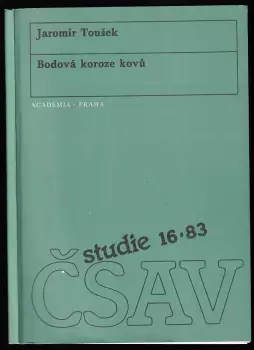 Jaromír Toušek
Bodová koroze kovů
ACADEMIA · PRAHA
studie 16·83
ČSAV